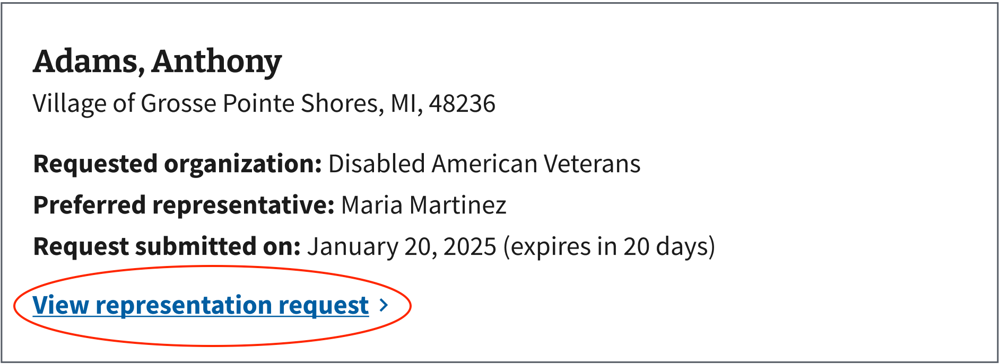 Adams, Anthony
Village of Grosse Pointe Shores, MI, 48236
Requested organization: Disabled American Veterans
Preferred representative: Maria Martinez
Request submitted on: January 20, 2025 (expires in 20 days)
View representation request >